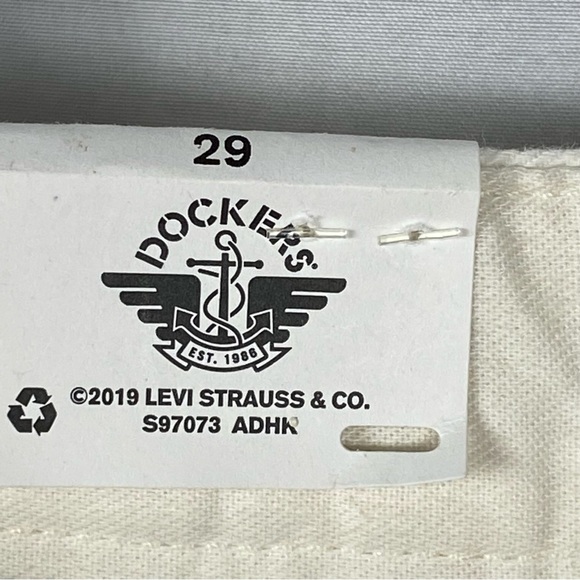 29
DOCKERS
EST. 1986
©2019 LEVI STRAUSS & CO.
S97073 ADHK